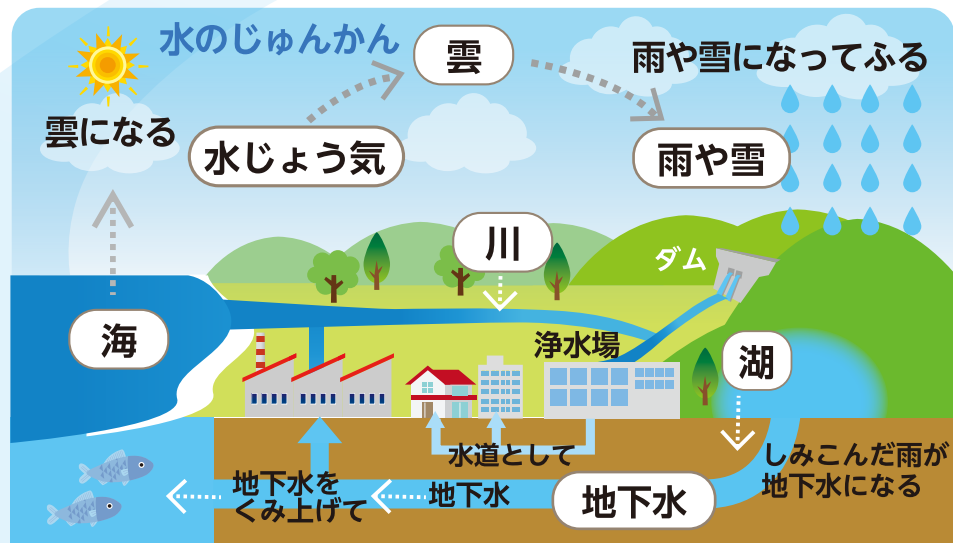 水のじゅんかん
雲
雨や雪になってふる
雲になる
水じょう気
雨や雪
川
ダム
海
浄水場
湖
水道として
しみこんだ雨が
地下水になる
地下水を
くみ上げて
地下水
地下水